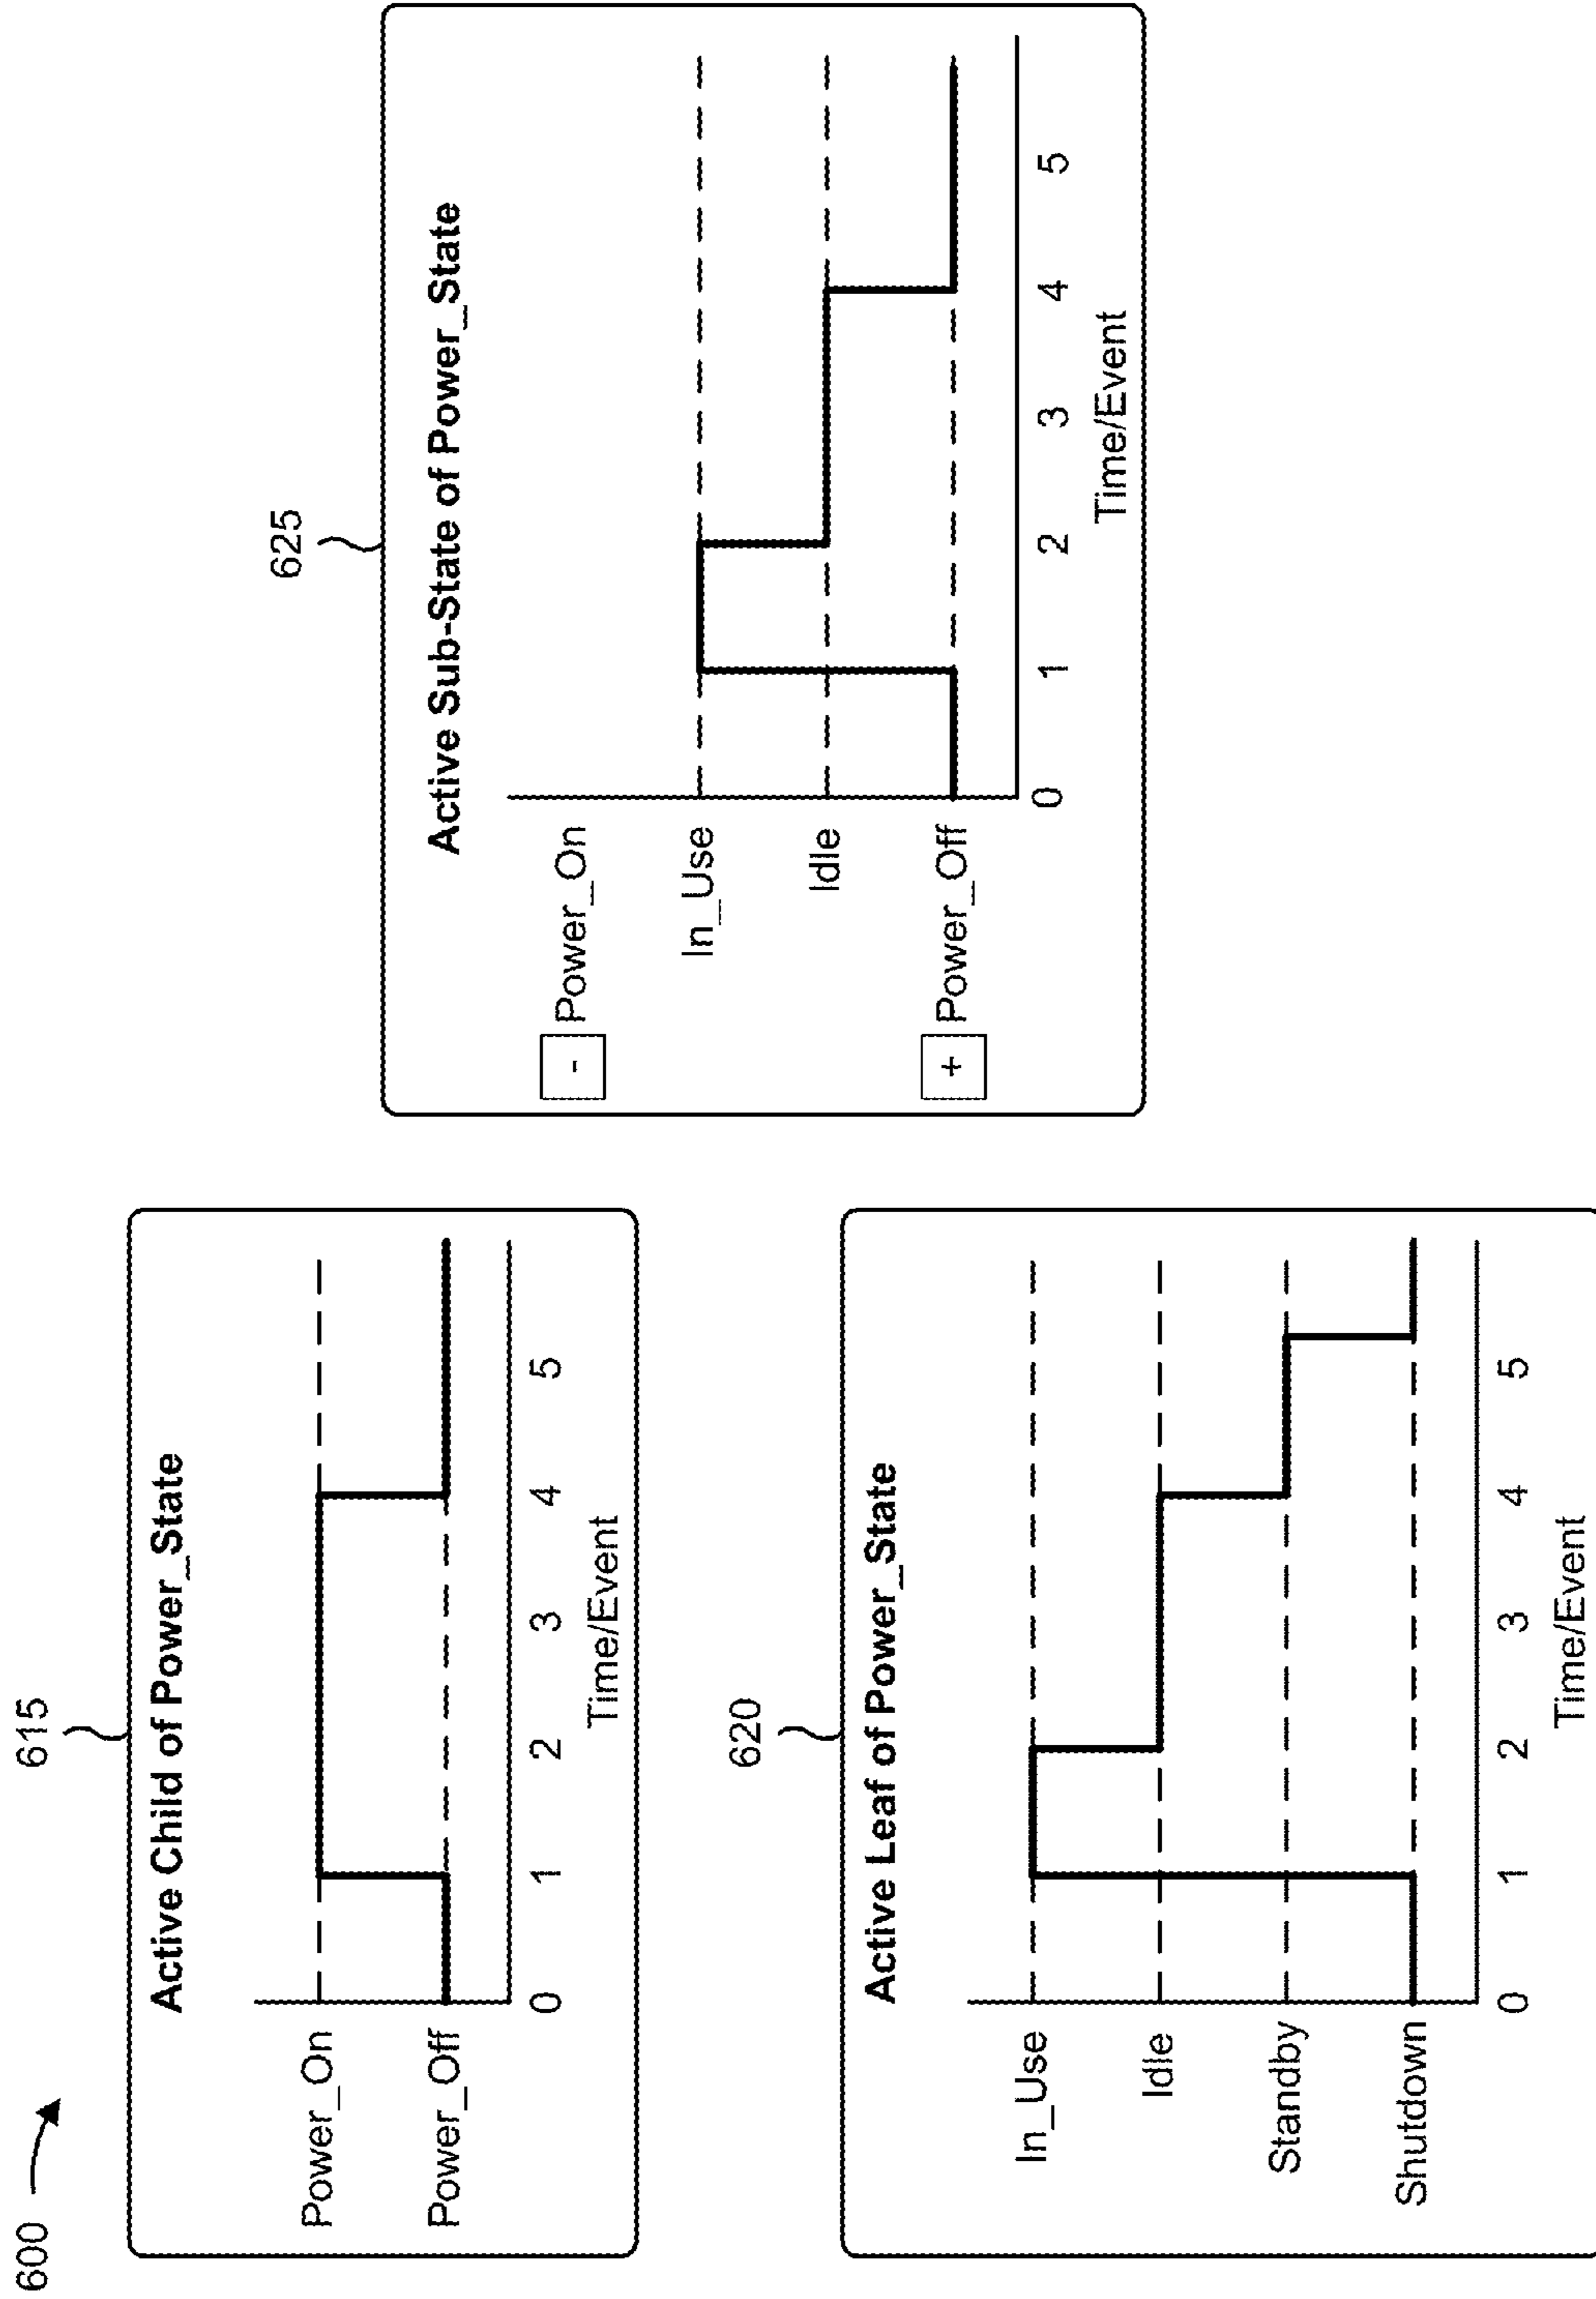 600
615
Active Child of Power_State
Power_On
Power_Off
0 1 2 3 4 5
Time/Event
620
Active Leaf of Power_State
In_Use
Idle
Standby
Shutdown
0 1 2 3 4 5
Time/Event
625
Active Sub-State of Power_State
- Power_On
In_Use
Idle
+ Power_Off
0 1 2 3 4 5
Time/Event